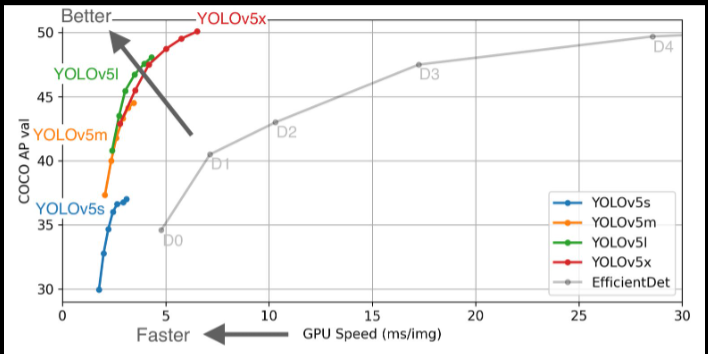 Better
YOLOv5x
50
D4
YOLOv5l
D3
45
D2
YOLOv5m
COCO AP val
40
D1
YOLOv5s
YOLOv5s
YOLOv5m
35
D0
YOLOv5l
YOLOv5x
30
EfficientDet
0 5 10 15 20 25 30
Faster
GPU Speed (ms/img)